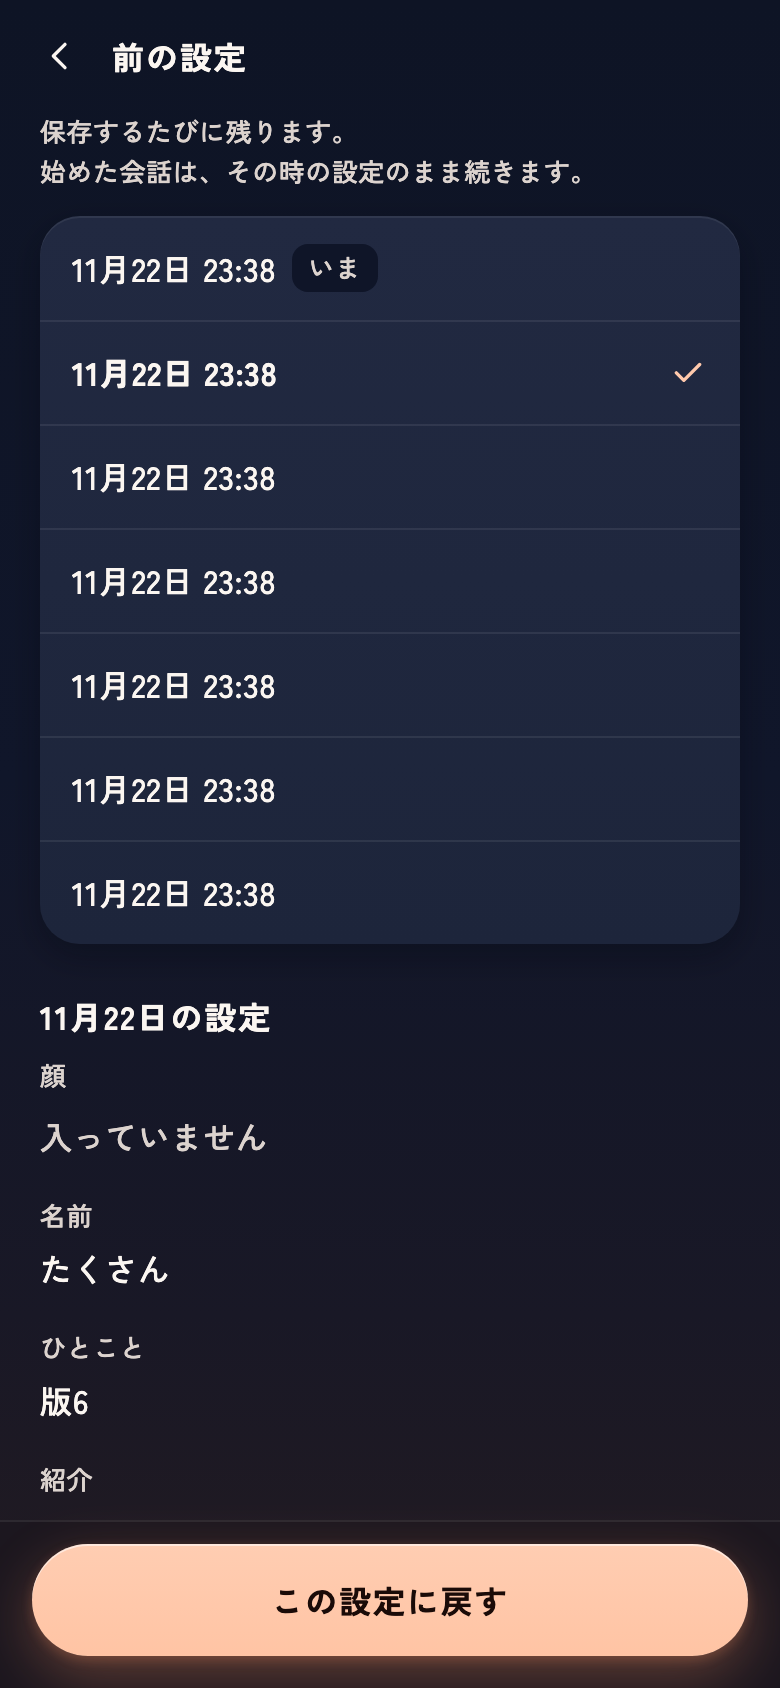 前の設定
保存するたびに残ります。
始めた会話は、その時の設定のまま続きます。
11月22日 23:38 いま
11月22日 23:38
11月22日 23:38
11月22日 23:38
11月22日 23:38
11月22日 23:38
11月22日 23:38
11月22日の設定
顔
入っていません
名前
たくさん
ひとこと
版6
紹介
この設定に戻す